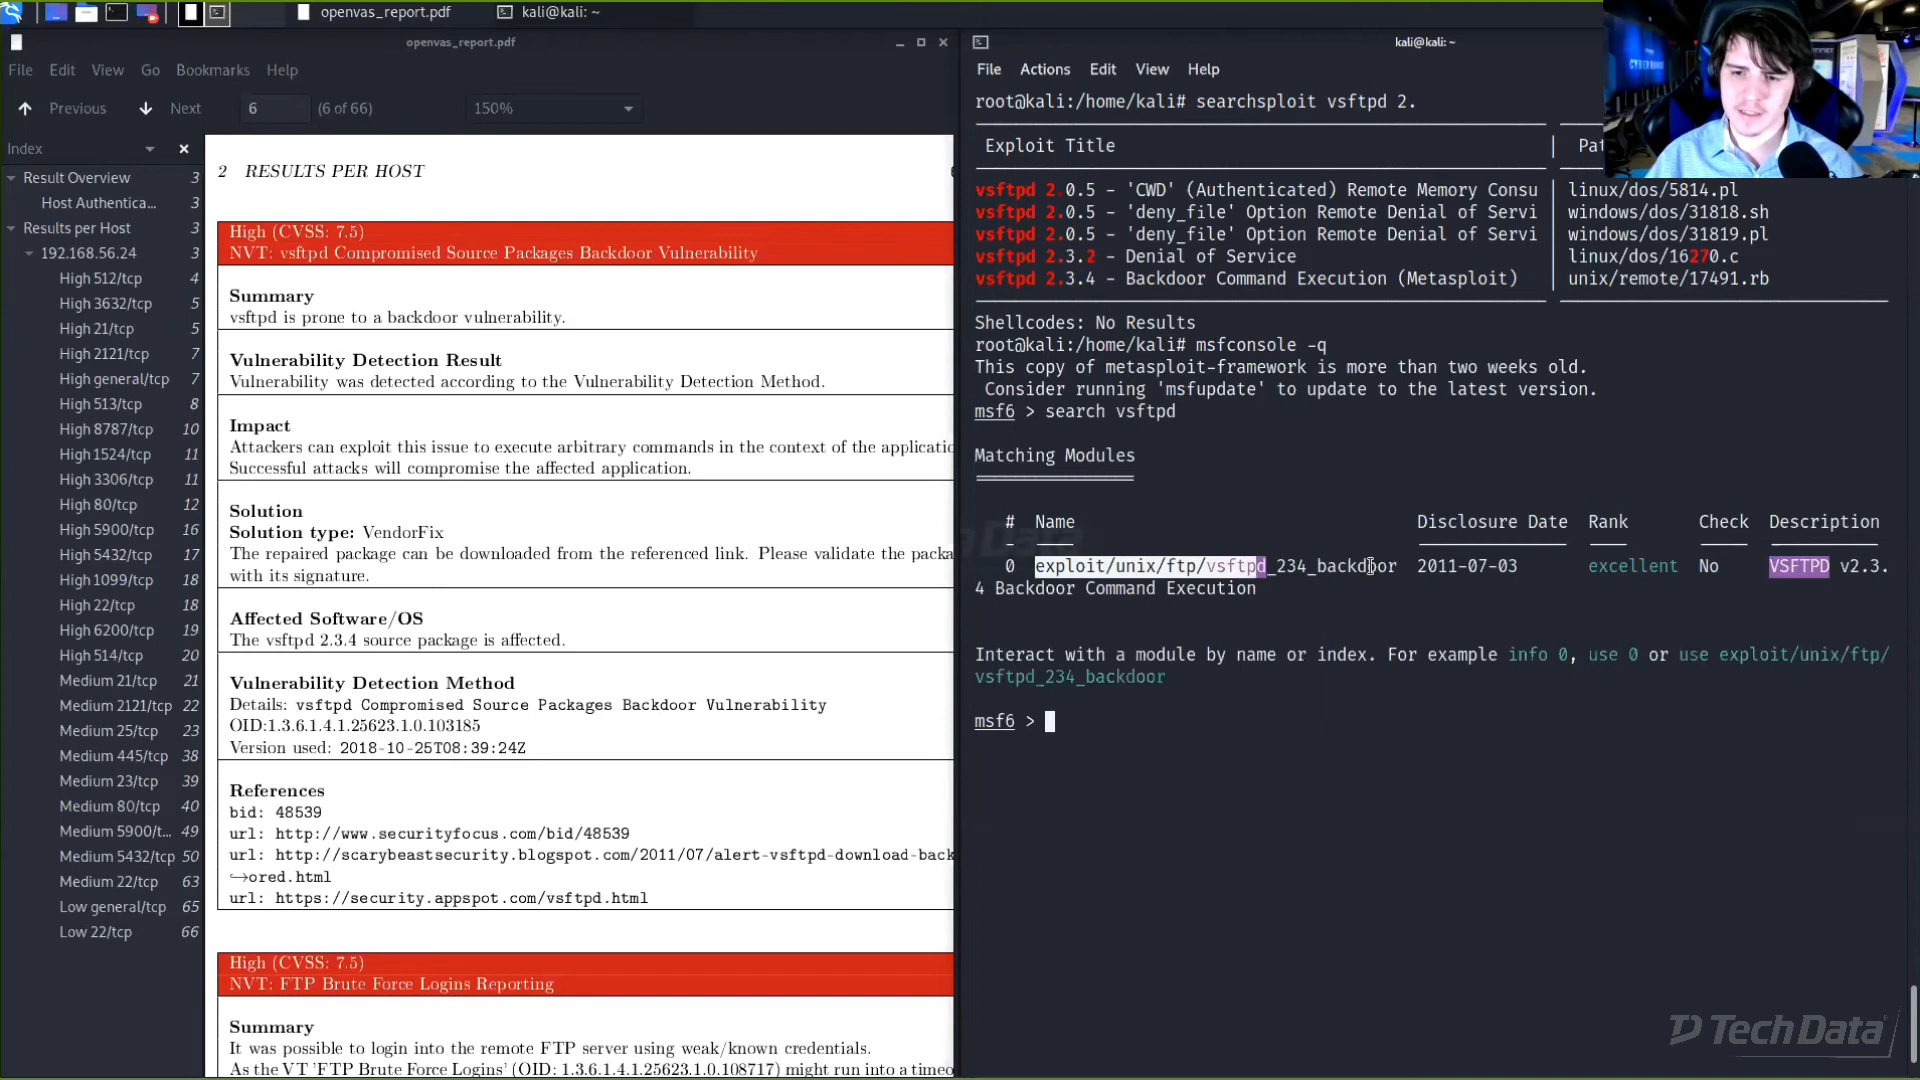 openvas_report.pdf
kali@kali: ~
openvas_report.pdf
File Edit View Go Bookmarks Help
Previous Next 6 (6 of 66) 150%
Index
Result Overview 3
Host Authentica... 3
Results per Host 3
192.168.56.24 3
High 512/tcp 4
High 3632/tcp 5
High 21/tcp 5
High 2121/tcp 7
High general/tcp 7
High 513/tcp 8
High 8787/tcp 10
High 1524/tcp 11
High 3306/tcp 11
High 80/tcp 12
High 5900/tcp 16
High 5432/tcp 17
High 1099/tcp 18
High 6200/tcp 19
High 514/tcp 20
Medium 21/tcp 21
Medium 2121/tcp 22
Medium 25/tcp 23
Medium 445/tcp 38
Medium 23/tcp 39
Medium 80/tcp 40
Medium 5900/t... 49
Medium 5432/tcp 50
Medium 22/tcp 63
Low general/tcp 65
Low 22/tcp 66
2 RESULTS PER HOST
High (CVSS: 7.5)
NVT: vsftpd Compromised Source Packages Backdoor Vulnerability
Summary
vsftpd is prone to a backdoor vulnerability.
Vulnerability Detection Result
Vulnerability was detected according to the Vulnerability Detection Method.
Impact
Attackers can exploit this issue to execute arbitrary commands in the context of the applicatio
Successful attacks will compromise the affected application.
Solution
Solution type: VendorFix
The repaired package can be downloaded from the referenced link. Please validate the packa
with its signature.
Affected Software/OS
The vsftpd 2.3.4 source package is affected.
Vulnerability Detection Method
Details: vsftpd Compromised Source Packages Backdoor Vulnerability
OID:1.3.6.1.4.1.25623.1.0.103185
Version used: 2018-10-25T08:39:24Z
References
bid: 48539
url: http://www.securityfocus.com/bid/48539
url: http://scarybeastsecurity.blogspot.com/2011/07/alert-vsftpd-download-back
↪ored.html
url: https://security.appspot.com/vsftpd.html
High (CVSS: 7.5)
NVT: FTP Brute Force Logins Reporting
Summary
It was possible to login into the remote FTP server using weak/known credentials.
As the VT 'FTP Brute Force Logins' (OID: 1.3.6.1.4.1.25623.1.0.108717) might run into a timeo
kali@kali: ~
File Actions Edit View Help
root@kali:/home/kali# searchsploit vsftpd 2.
Exploit Title | Pat
vsftpd 2.0.5 - 'CWD' (Authenticated) Remote Memory Consu | linux/dos/5814.pl
vsftpd 2.0.5 - 'deny_file' Option Remote Denial of Servi | windows/dos/31818.sh
vsftpd 2.0.5 - 'deny_file' Option Remote Denial of Servi | windows/dos/31819.pl
vsftpd 2.3.2 - Denial of Service | linux/dos/16270.c
vsftpd 2.3.4 - Backdoor Command Execution (Metasploit) | unix/remote/17491.rb
Shellcodes: No Results
root@kali:/home/kali# msfconsole -q
This copy of metasploit-framework is more than two weeks old.
Consider running 'msfupdate' to update to the latest version.
msf6 > search vsftpd
Matching Modules
================
# Name Disclosure Date Rank Check Description
- ---- --------------- ---- ----- -----------
0 exploit/unix/ftp/vsftpd_234_backdoor 2011-07-03 excellent No VSFTPD v2.3.
4 Backdoor Command Execution
Interact with a module by name or index. For example info 0, use 0 or use exploit/unix/ftp/
vsftpd_234_backdoor
msf6 >
TechData